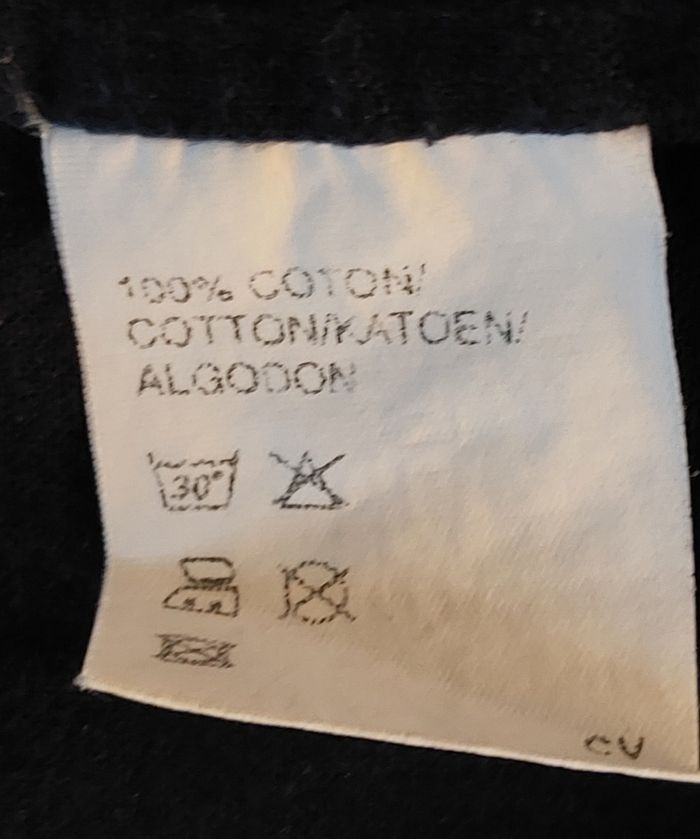 100% COTON/
COTTON/KATOEN/
ALGODON
30°
CV